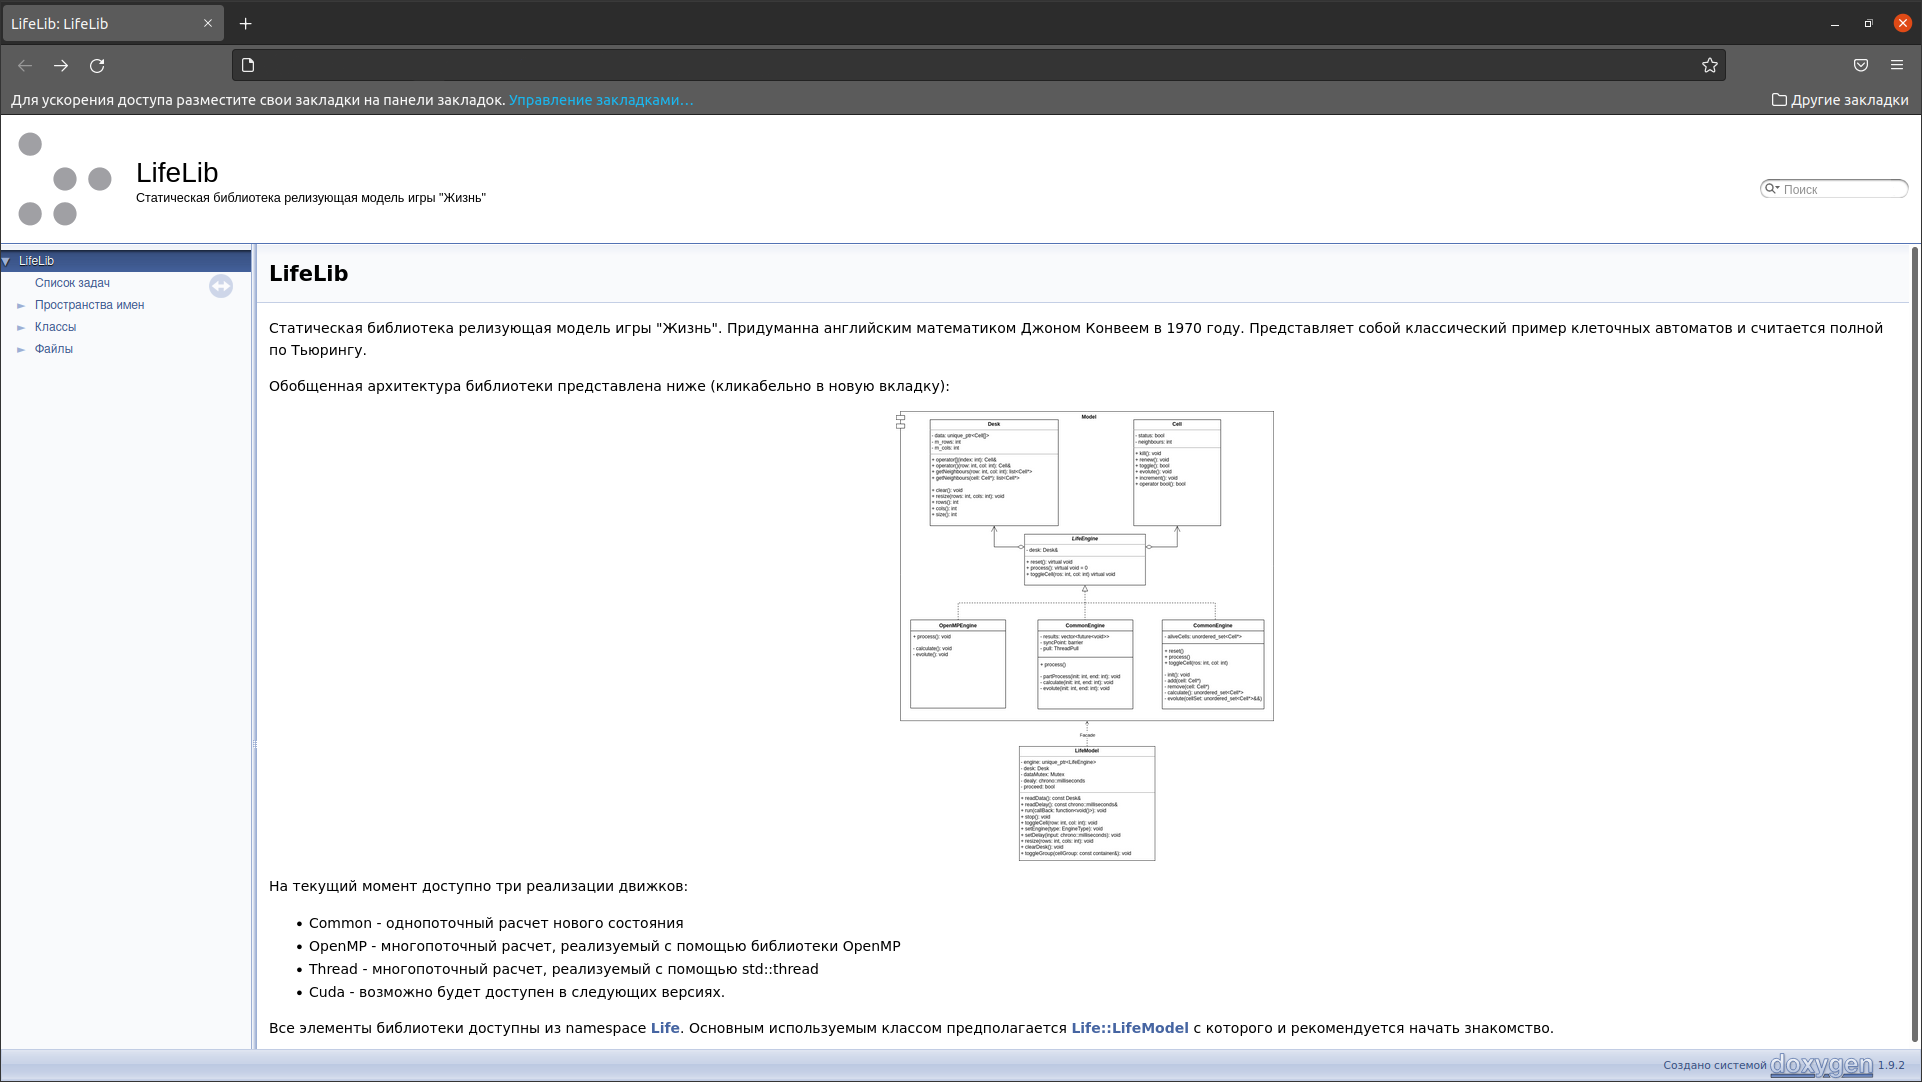 LifeLib: LifeLib
Для ускорения доступа разместите свои закладки на панели закладок. Управление закладками...
Другие закладки
LifeLib
Статическая библиотека релизующая модель игры "Жизнь"
Поиск
LifeLib
Список задач
Пространства имен
Классы
Файлы
LifeLib
Статическая библиотека релизующая модель игры "Жизнь". Придуманна английским математиком Джоном Конвеем в 1970 году. Представляет собой классический пример клеточных автоматов и считается полной
по Тьюрингу.
Обобщенная архитектура библиотеки представлена ниже (кликабельно в новую вкладку):
Model
Desk
- data: unique_ptr<Cell[]>
- m_rows: int
- m_cols: int
+ operator[](index: int): Cell&
+ operator()(row: int, col: int): Cell&
+ getNeighbours(row: int, col: int): list<Cell*>
+ getNeighbours(cell: Cell*): list<Cell*>
+ clear(): void
+ resize(rows: int, cols: int): void
+ rows(): int
+ cols(): int
+ size(): int
Cell
- status: bool
- neighbours: int
+ kill(): void
+ renew(): void
+ toggle(): bool
+ evolute(): void
+ increment(): void
+ operator bool(): bool
LifeEngine
- desk: Desk&
+ reset(): virtual void
+ process(): virtual void = 0
+ toggleCell(ros: int, col: int) virtual void
OpenMPEngine
+ process(): void
- calculate(): void
- evolute(): void
CommonEngine
- results: vector<future<void>>
- syncPoint: barrier
- pull: ThreadPull
+ process()
- partProcess(init: int, end: int): void
- calculate(init: int, end: int): void
- evolute(init: int, end: int): void
CommonEngine
- aliveCells: unordered_set<Cell*>
+ reset()
+ process()
+ toggleCell(ros: int, col: int)
- init(): void
- add(cell: Cell*)
- remove(cell: Cell*)
- calculate(): unordered_set<Cell*>
- evolute(cellSet: unordered_set<Cell*>&&)
Facade
LifeModel
- engine: unique_ptr<LifeEngine>
- desk: Desk
- dataMutex: Mutex
- dealy: chrono::milliseconds
- proceed: bool
+ readData(): const Desk&
+ readDelay(): const chrono::milliseconds&
+ run(callBack: function<void()>): void
+ stop(): void
+ toggleCell(row: int, col: int): void
+ setEngine(type: EngineType): void
+ setDelay(input: chrono::milliseconds): void
+ resize(rows: int, cols: int): void
+ clearDesk(): void
+ toggleGroup(cellGroup: const container&): void
На текущий момент доступно три реализации движков:
• Common - однопоточный расчет нового состояния
• OpenMP - многопоточный расчет, реализуемый с помощью библиотеки OpenMP
• Thread - многопоточный расчет, реализуемый с помощью std::thread
• Cuda - возможно будет доступен в следующих версиях.
Все элементы библиотеки доступны из namespace Life. Основным используемым классом предполагается Life::LifeModel с которого и рекомендуется начать знакомство.
Создано системой doxygen 1.9.2